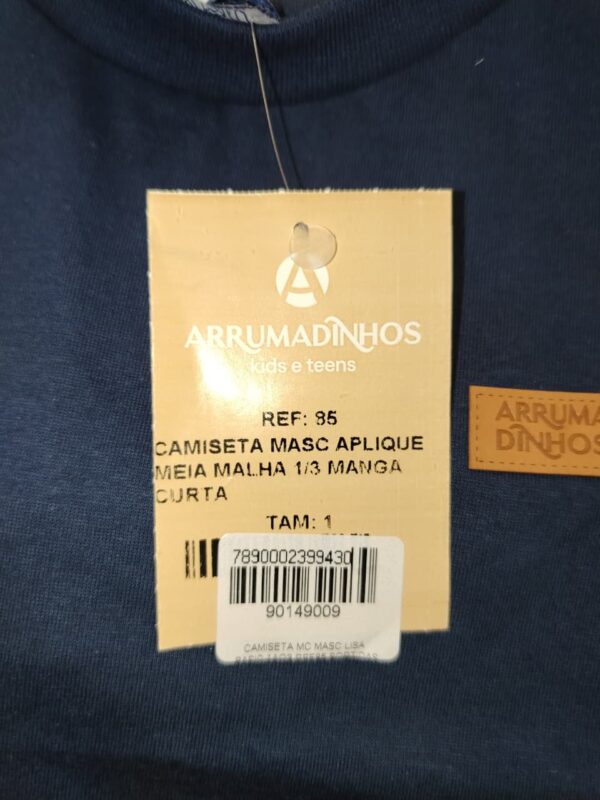 ARRUMADINHOS
kids e teens
REF: 85
CAMISETA MASC APLIQUE
MEIA MALHA 1/3 MANGA
CURTA
TAM: 1
7890002399430
90149009
CAMISETA MC MASC LISA
ARRUMA
DINHOS